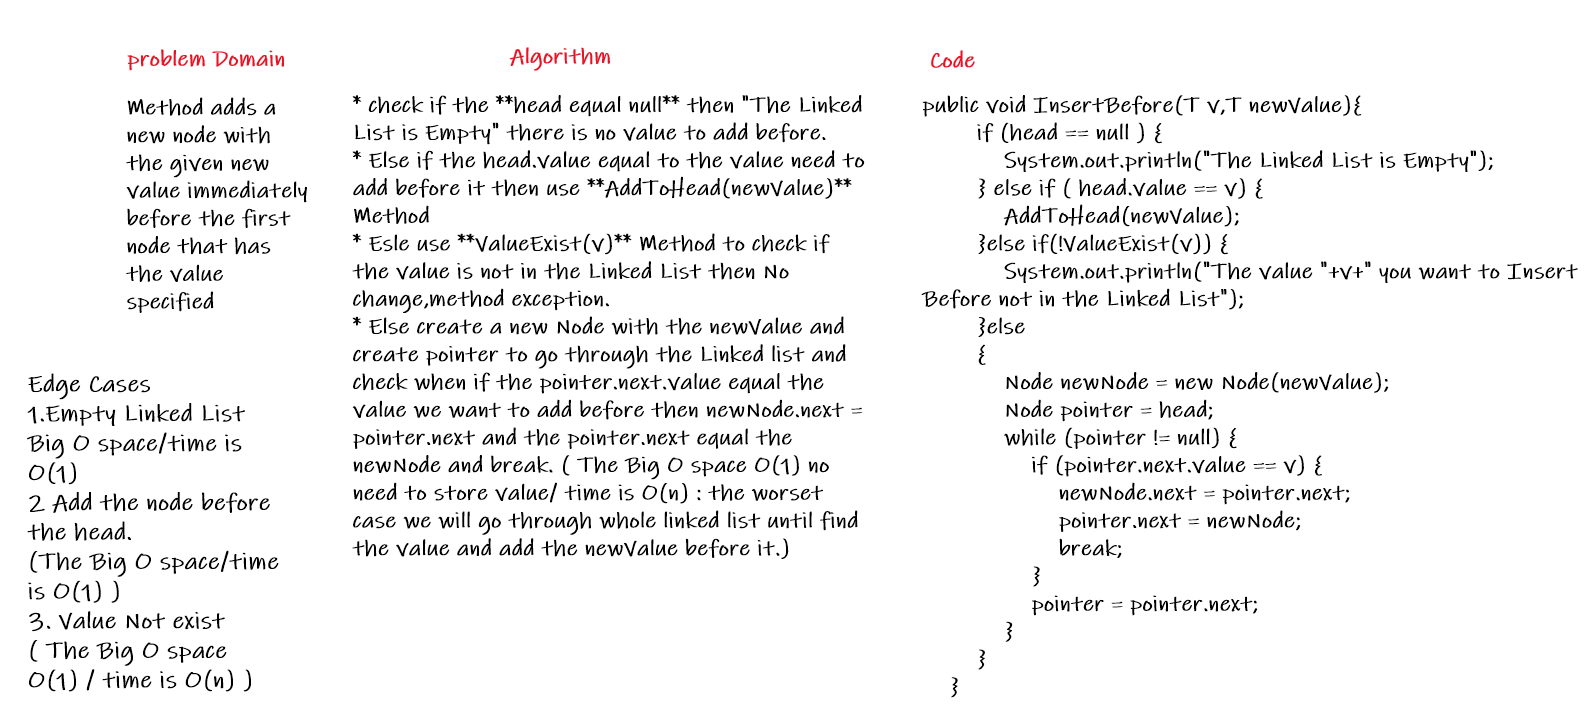 problem Domain
Method adds a
new node with
the given new
value immediately
before the first
node that has
the value
specified
Edge Cases
1.Empty Linked List
Big O space/time is
O(1)
2 Add the node before
the head.
(The Big O space/time
is O(1) )
3. Value Not exist
( The Big O space
O(1) / time is O(n) )
Algorithm
* check if the **head equal null** then "The Linked
List is Empty" there is no value to add before.
* Else if the head.value equal to the value need to
add before it then use **AddToHead(newValue)**
Method
* Esle use **ValueExist(v)** Method to check if
the value is not in the Linked List then No
change,method exception.
* Else create a new Node with the newValue and
create pointer to go through the Linked list and
check when if the pointer.next.value equal the
value we want to add before then newNode.next =
pointer.next and the pointer.next equal the
newNode and break. ( The Big O space O(1) no
need to store value/ time is O(n) : the worset
case we will go through whole linked list until find
the value and add the newValue before it.)
Code
public void InsertBefore(T v,T newValue){
if (head == null ) {
System.out.println("The Linked List is Empty");
} else if ( head.value == v) {
AddToHead(newValue);
}else if(!ValueExist(v)) {
System.out.println("The value "+v+" you want to Insert
Before not in the Linked List");
}else
{
Node newNode = new Node(newValue);
Node pointer = head;
while (pointer != null) {
if (pointer.next.value == v) {
newNode.next = pointer.next;
pointer.next = newNode;
break;
}
pointer = pointer.next;
}
}
}